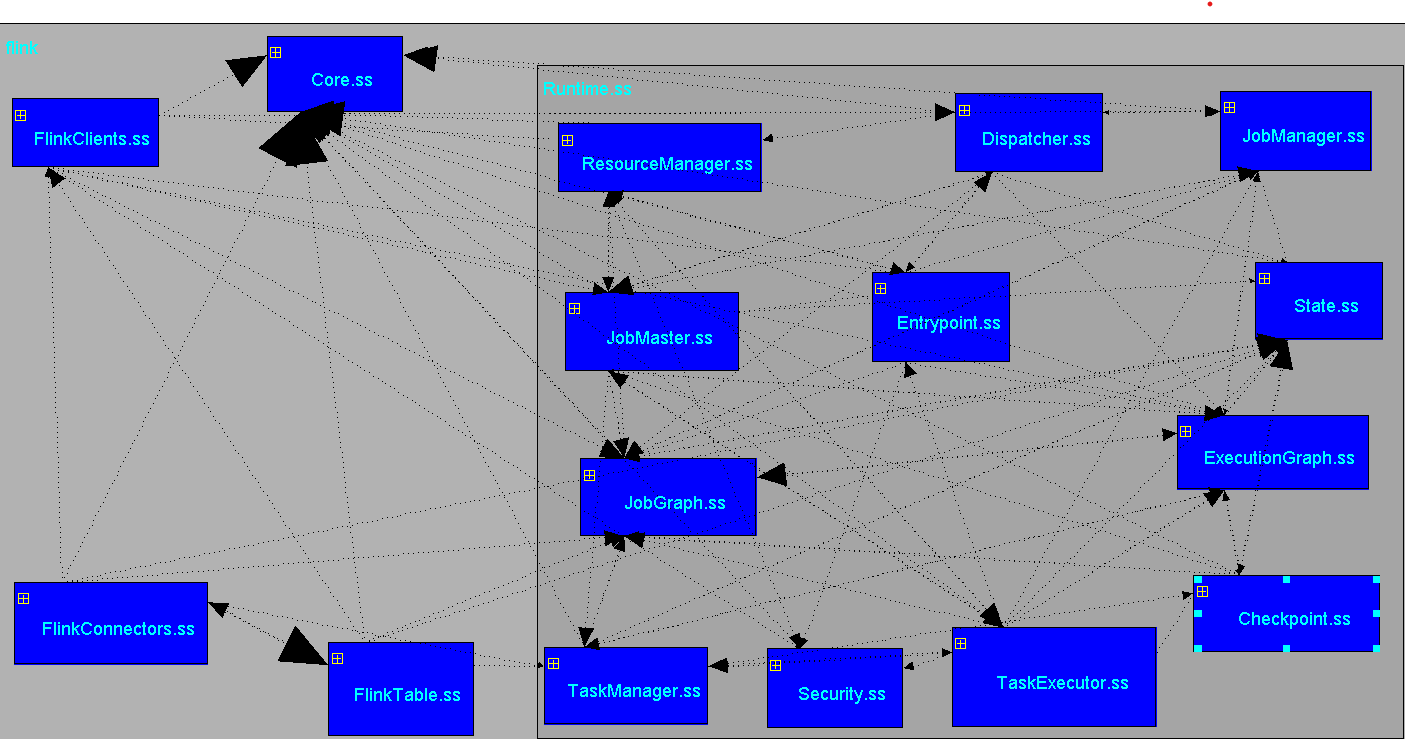 flink
Core.ss
Runtime.ss
FlinkClients.ss
Dispatcher.ss
JobManager.ss
ResourceManager.ss
State.ss
Entrypoint.ss
JobMaster.ss
ExecutionGraph.ss
JobGraph.ss
FlinkConnectors.ss
Checkpoint.ss
FlinkTable.ss
TaskManager.ss
Security.ss
TaskExecutor.ss